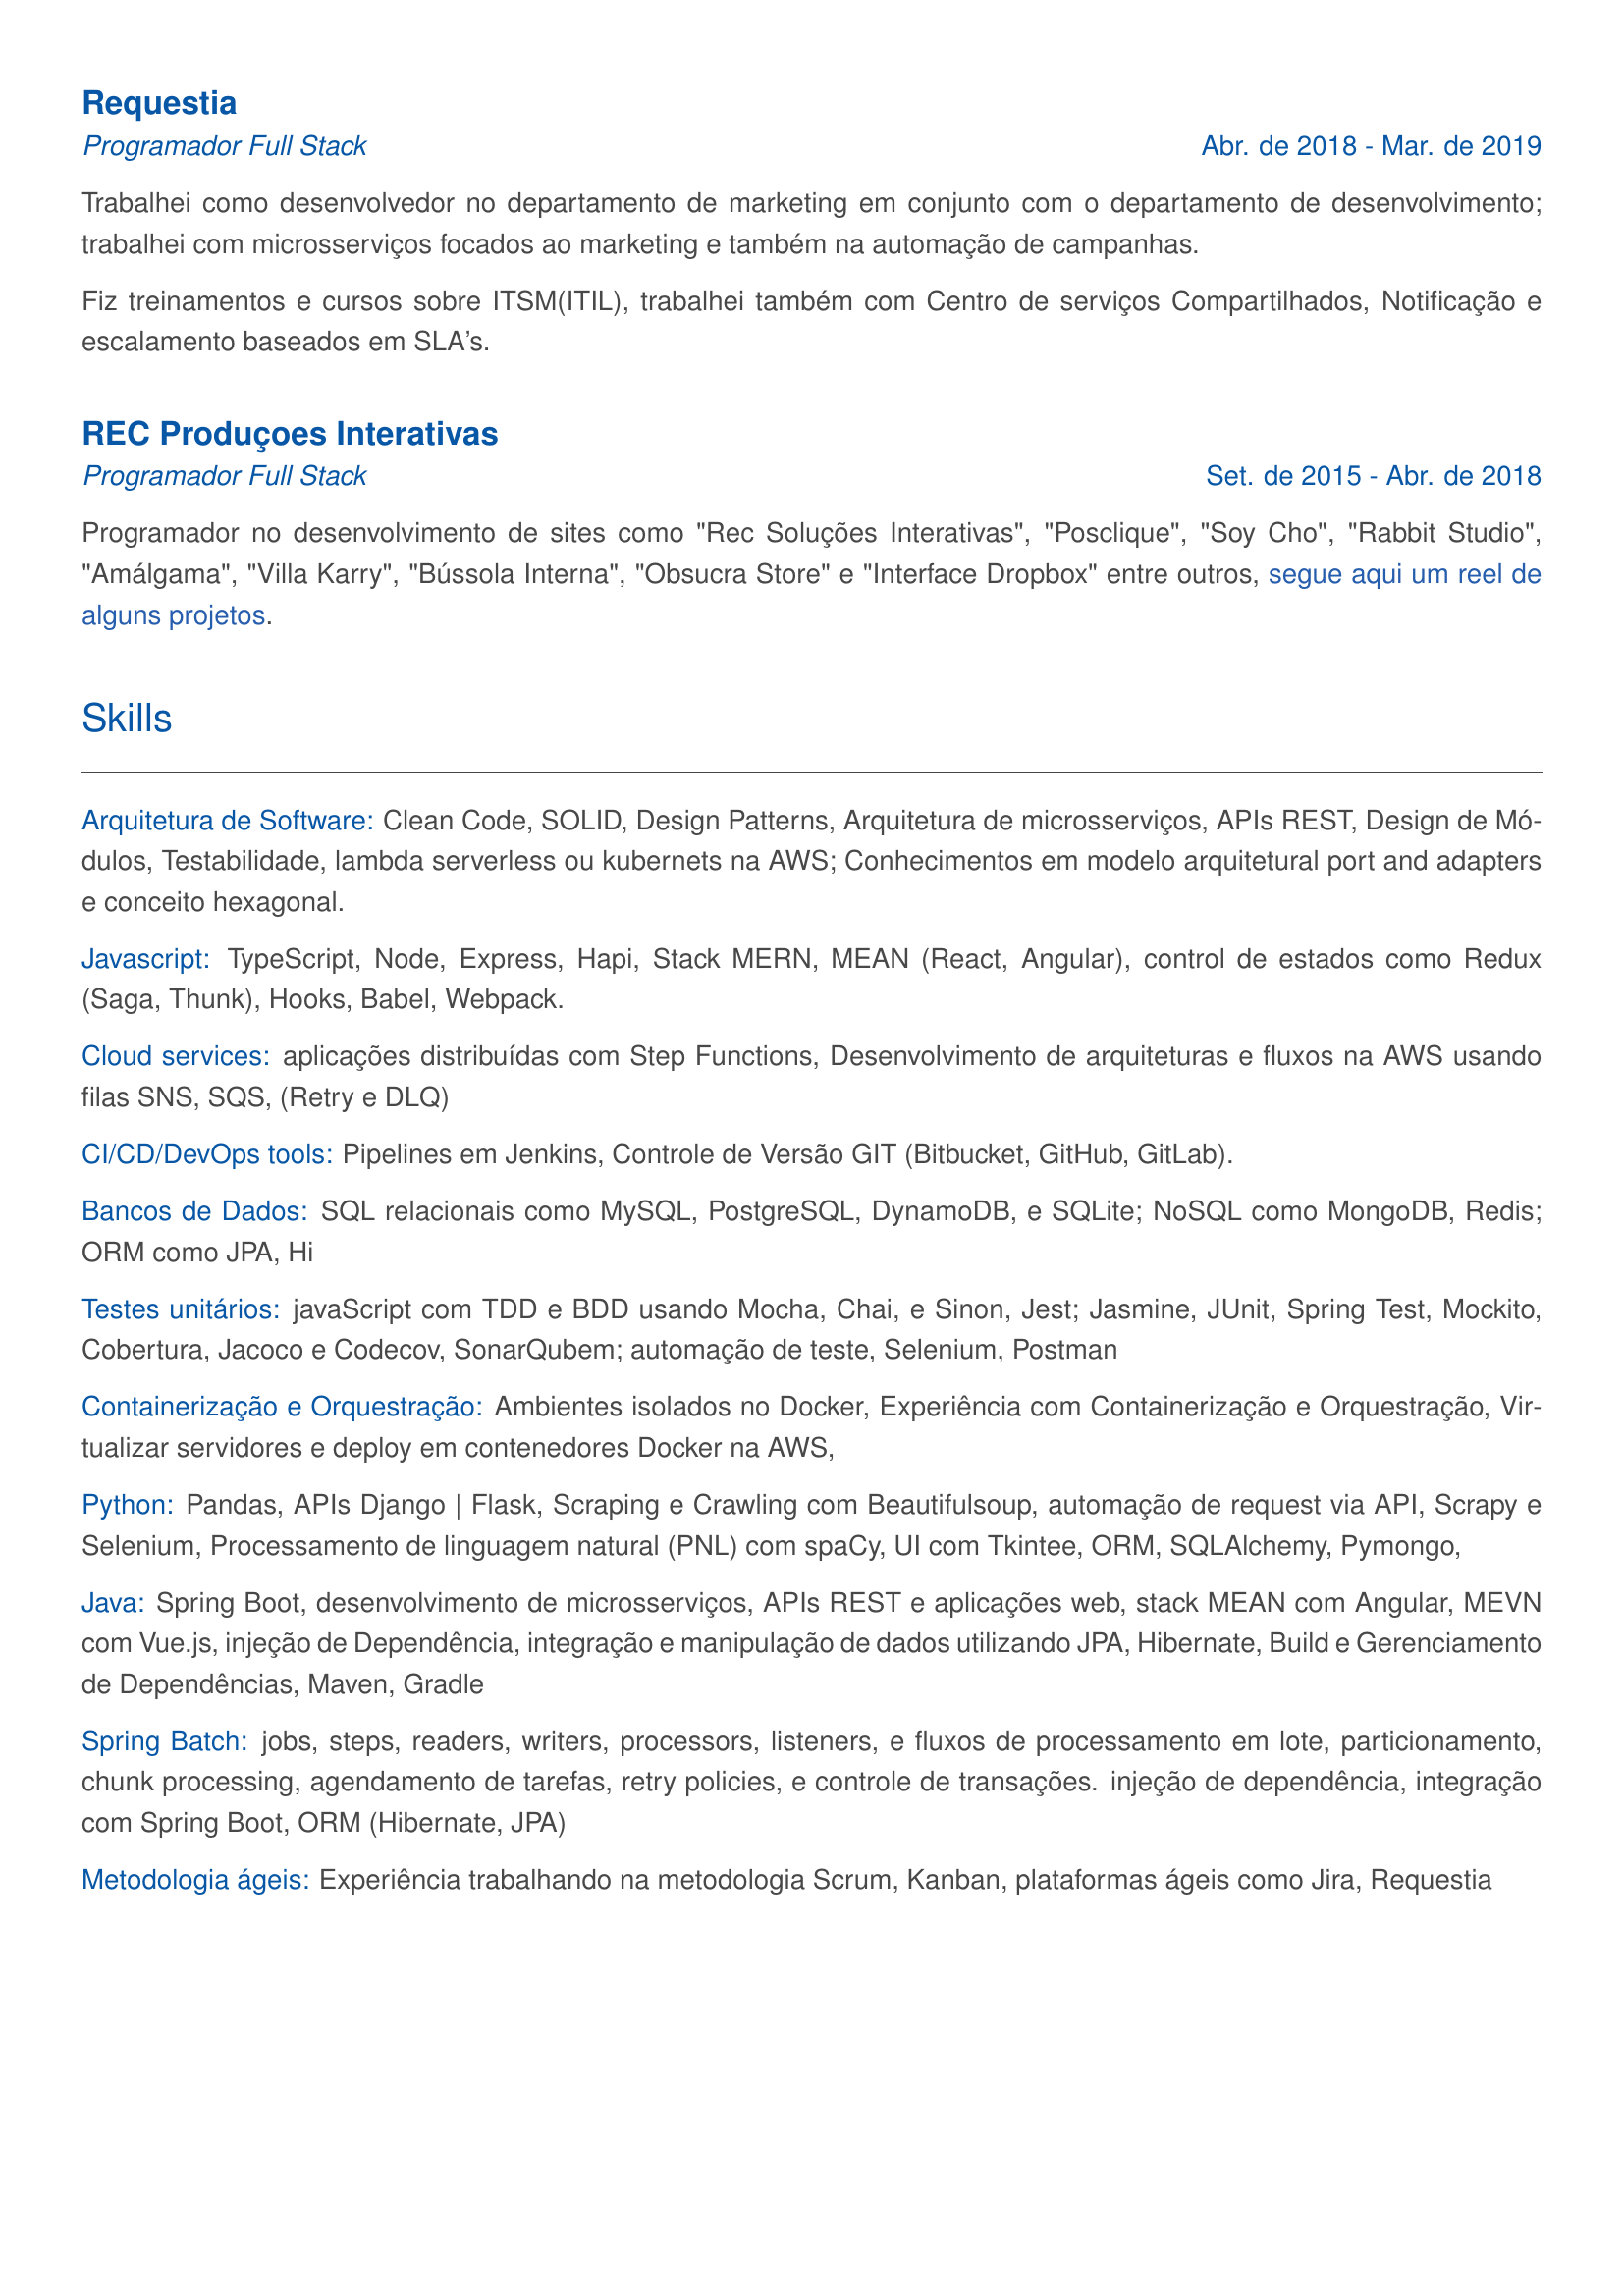 Requestia
Programador Full Stack Abr. de 2018 - Mar. de 2019
Trabalhei como desenvolvedor no departamento de marketing em conjunto com o departamento de desenvolvimento;
trabalhei com microsserviços focados ao marketing e também na automação de campanhas.
Fiz treinamentos e cursos sobre ITSM(ITIL), trabalhei também com Centro de serviços Compartilhados, Notificação e
escalamento baseados em SLA’s.
REC Produçoes Interativas
Programador Full Stack Set. de 2015 - Abr. de 2018
Programador no desenvolvimento de sites como "Rec Soluções Interativas", "Posclique", "Soy Cho", "Rabbit Studio",
"Amálgama", "Villa Karry", "Bússola Interna", "Obsucra Store" e "Interface Dropbox" entre outros, segue aqui um reel de
alguns projetos.
Skills
Arquitetura de Software: Clean Code, SOLID, Design Patterns, Arquitetura de microsserviços, APIs REST, Design de Mó-
dulos, Testabilidade, lambda serverless ou kubernets na AWS; Conhecimentos em modelo arquitetural port and adapters
e conceito hexagonal.
Javascript: TypeScript, Node, Express, Hapi, Stack MERN, MEAN (React, Angular), control de estados como Redux
(Saga, Thunk), Hooks, Babel, Webpack.
Cloud services: aplicações distribuídas com Step Functions, Desenvolvimento de arquiteturas e fluxos na AWS usando
filas SNS, SQS, (Retry e DLQ)
CI/CD/DevOps tools: Pipelines em Jenkins, Controle de Versão GIT (Bitbucket, GitHub, GitLab).
Bancos de Dados: SQL relacionais como MySQL, PostgreSQL, DynamoDB, e SQLite; NoSQL como MongoDB, Redis;
ORM como JPA, Hi
Testes unitários: javaScript com TDD e BDD usando Mocha, Chai, e Sinon, Jest; Jasmine, JUnit, Spring Test, Mockito,
Cobertura, Jacoco e Codecov, SonarQubem; automação de teste, Selenium, Postman
Containerização e Orquestração: Ambientes isolados no Docker, Experiência com Containerização e Orquestração, Vir-
tualizar servidores e deploy em contenedores Docker na AWS,
Python: Pandas, APIs Django | Flask, Scraping e Crawling com Beautifulsoup, automação de request via API, Scrapy e
Selenium, Processamento de linguagem natural (PNL) com spaCy, UI com Tkintee, ORM, SQLAlchemy, Pymongo,
Java: Spring Boot, desenvolvimento de microsserviços, APIs REST e aplicações web, stack MEAN com Angular, MEVN
com Vue.js, injeção de Dependência, integração e manipulação de dados utilizando JPA, Hibernate, Build e Gerenciamento
de Dependências, Maven, Gradle
Spring Batch: jobs, steps, readers, writers, processors, listeners, e fluxos de processamento em lote, particionamento,
chunk processing, agendamento de tarefas, retry policies, e controle de transações. injeção de dependência, integração
com Spring Boot, ORM (Hibernate, JPA)
Metodologia ágeis: Experiência trabalhando na metodologia Scrum, Kanban, plataformas ágeis como Jira, Requestia